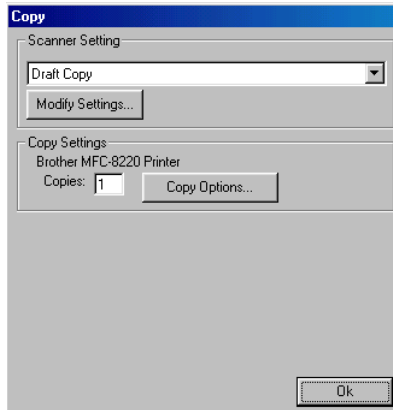 Copy
Scanner Setting
Draft Copy
Modify Settings...
Copy Settings
Brother MFC-8220 Printer
Copies: 1 Copy Options...
Ok